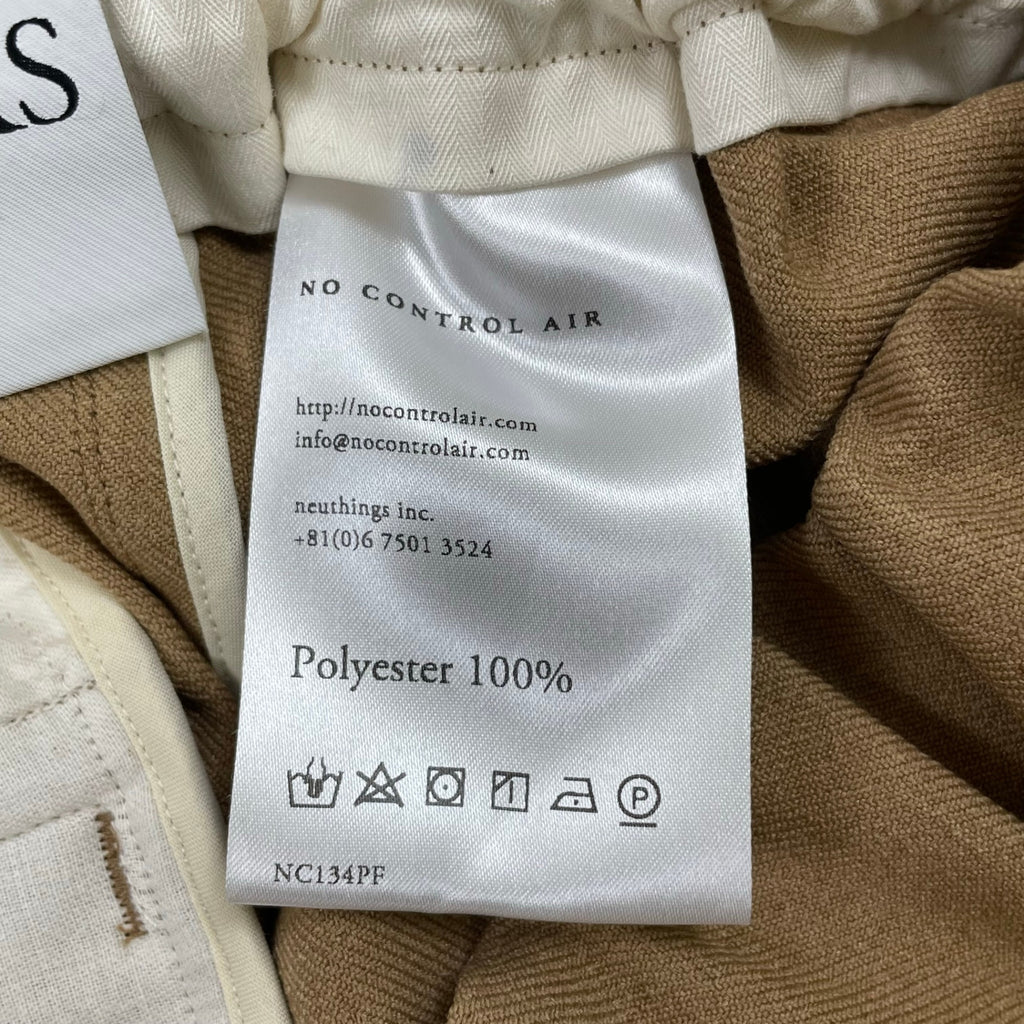 NO CONTROL AIR
http://nocontrolair.com
info@nocontrolair.com
neuthings inc.
+81(0)6 7501 3524
Polyester 100%
P
NC134PF